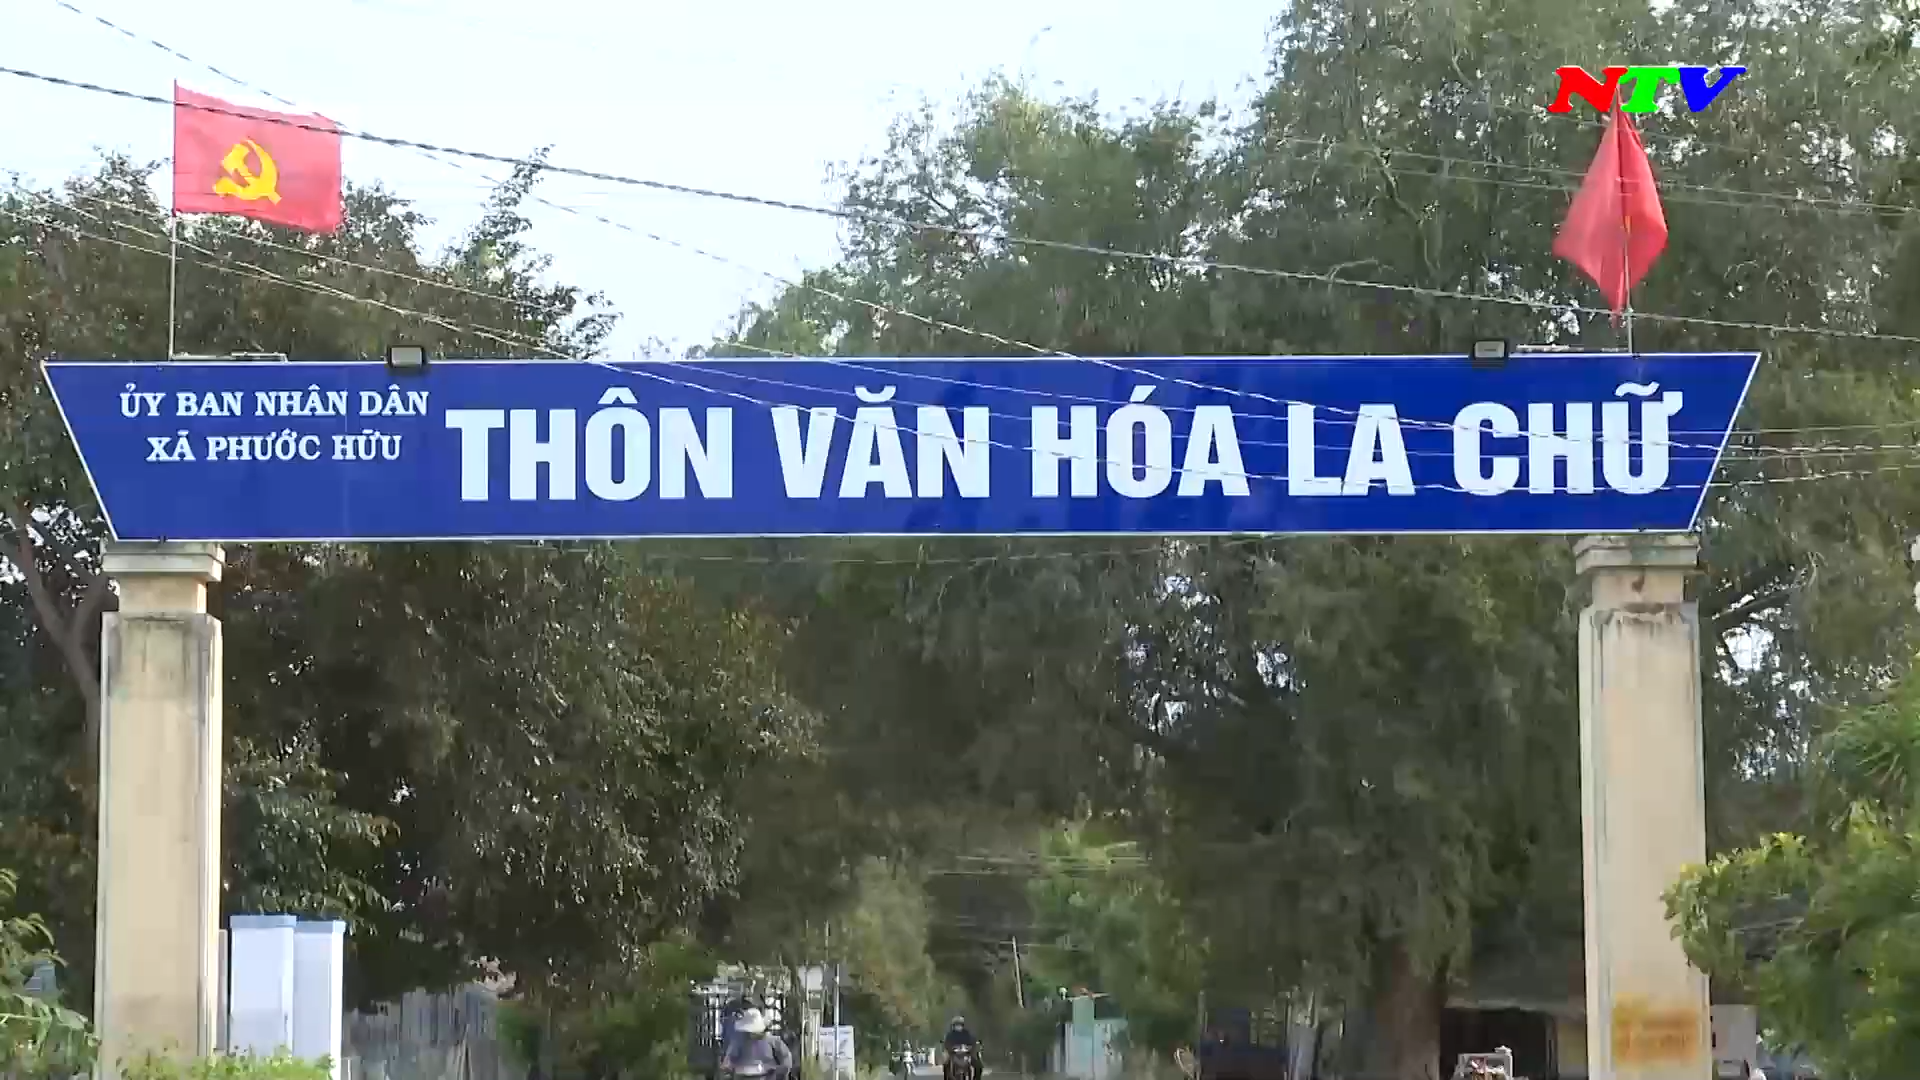 NTV
ỦY BAN NHÂN DÂN
XÃ PHƯỚC HỮU
THÔN VĂN HÓA LA CHỮ